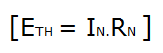 [ETH = IN.RN ]